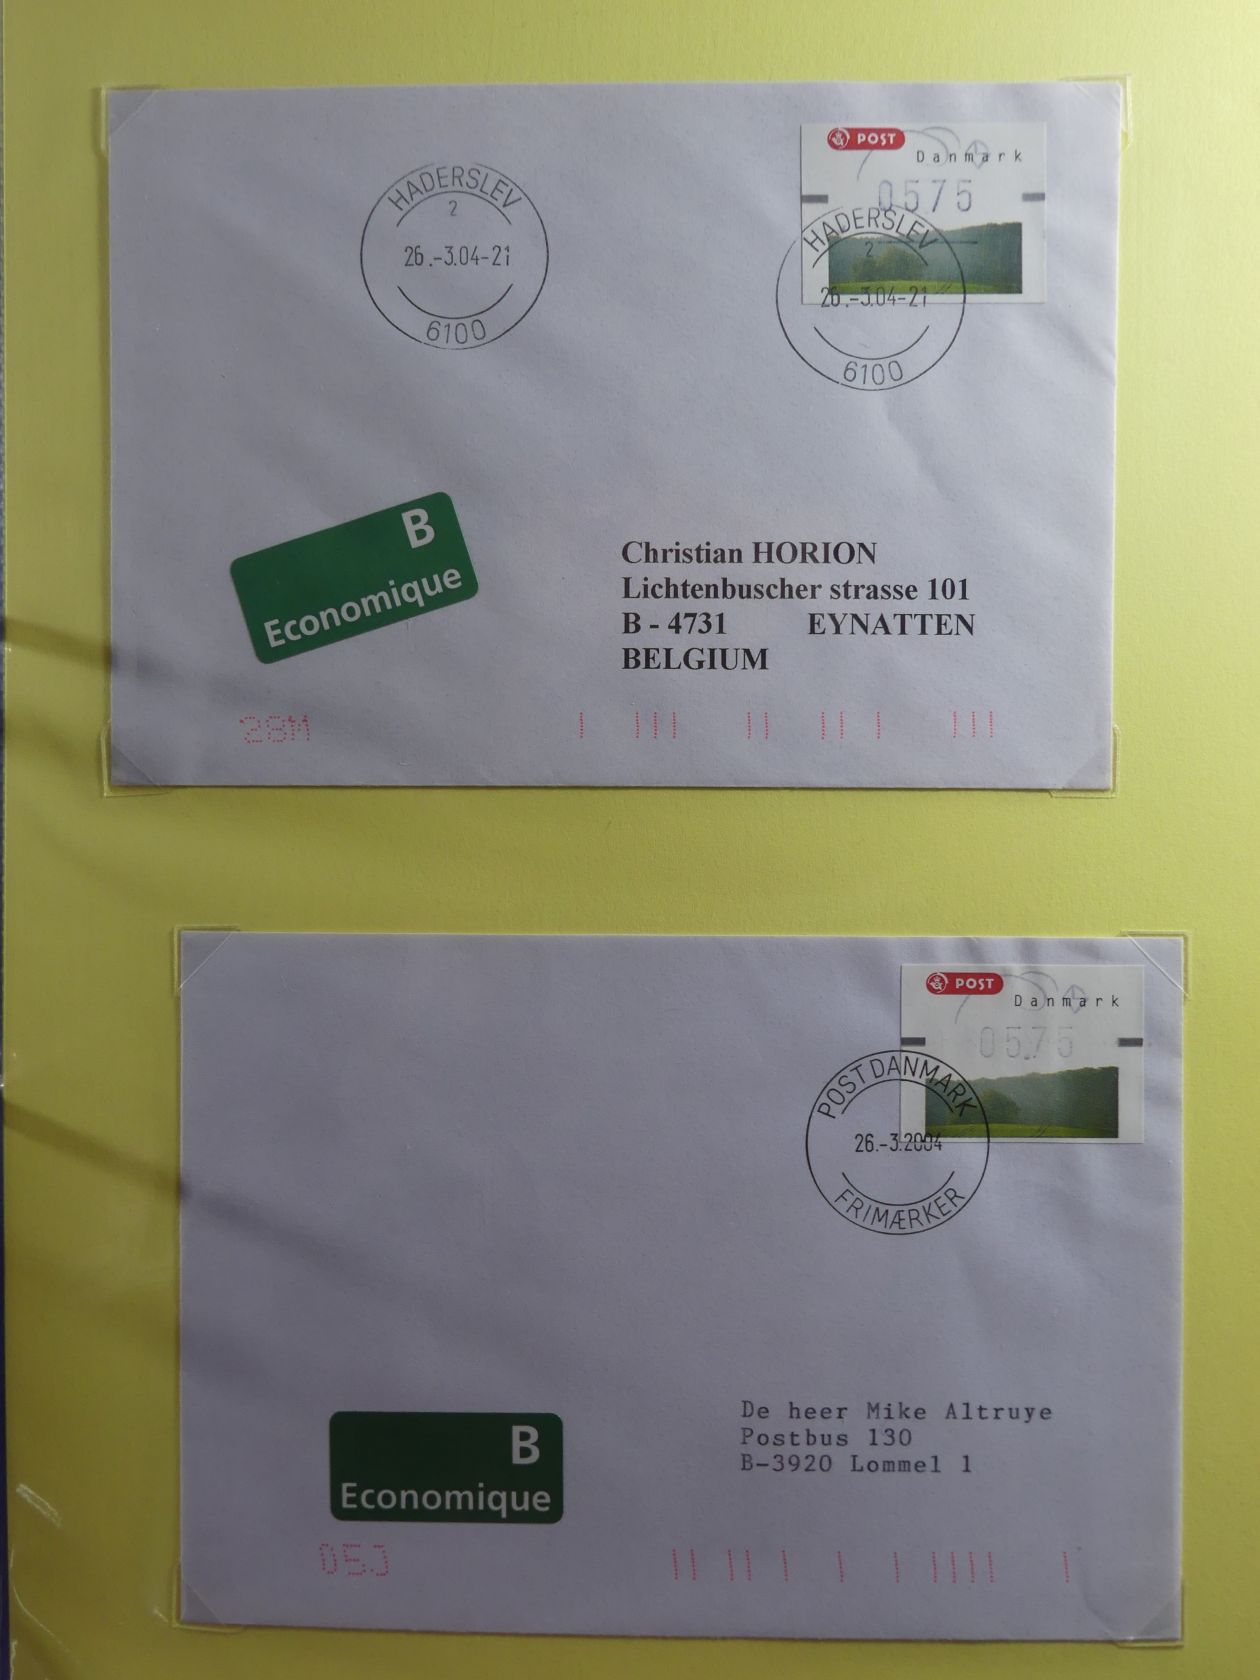 POST
Danmark
0575
HADERSLEV
2
26.-3.04-21
6100
HADERSLEV
2
26.-3.04-21
6100
B
Economique
Christian HORION
Lichtenbuscher strasse 101
B - 4731 EYNATTEN
BELGIUM
28M
POST
Danmark
0575
POST DANMARK
26.-3.2004
FRIMÆRKER
De heer Mike Altruye
Postbus 130
B-3920 Lommel 1
B
Economique
05J